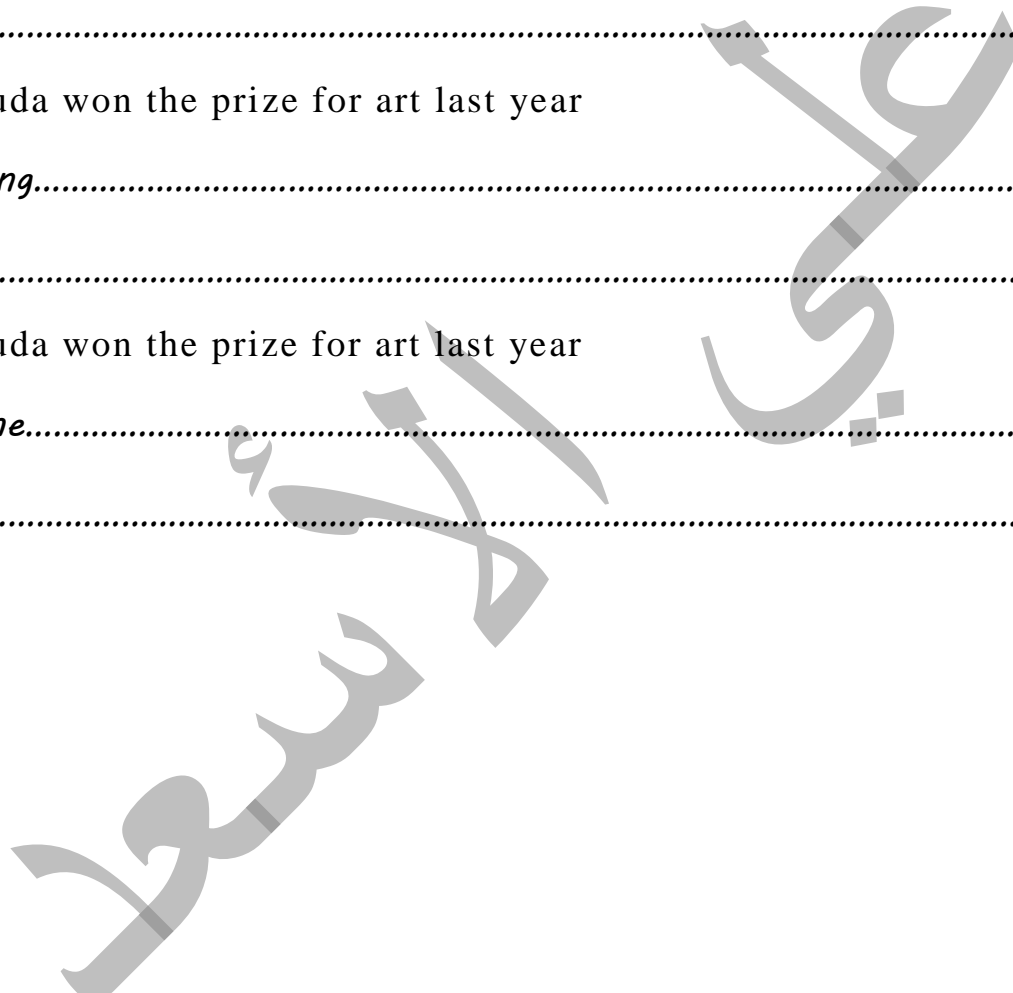 ................................................................................
uda won the prize for art last year
ng................................................................................
................................................................................
uda won the prize for art last year
ne................................................................................
................................................................................
علي الأسعد